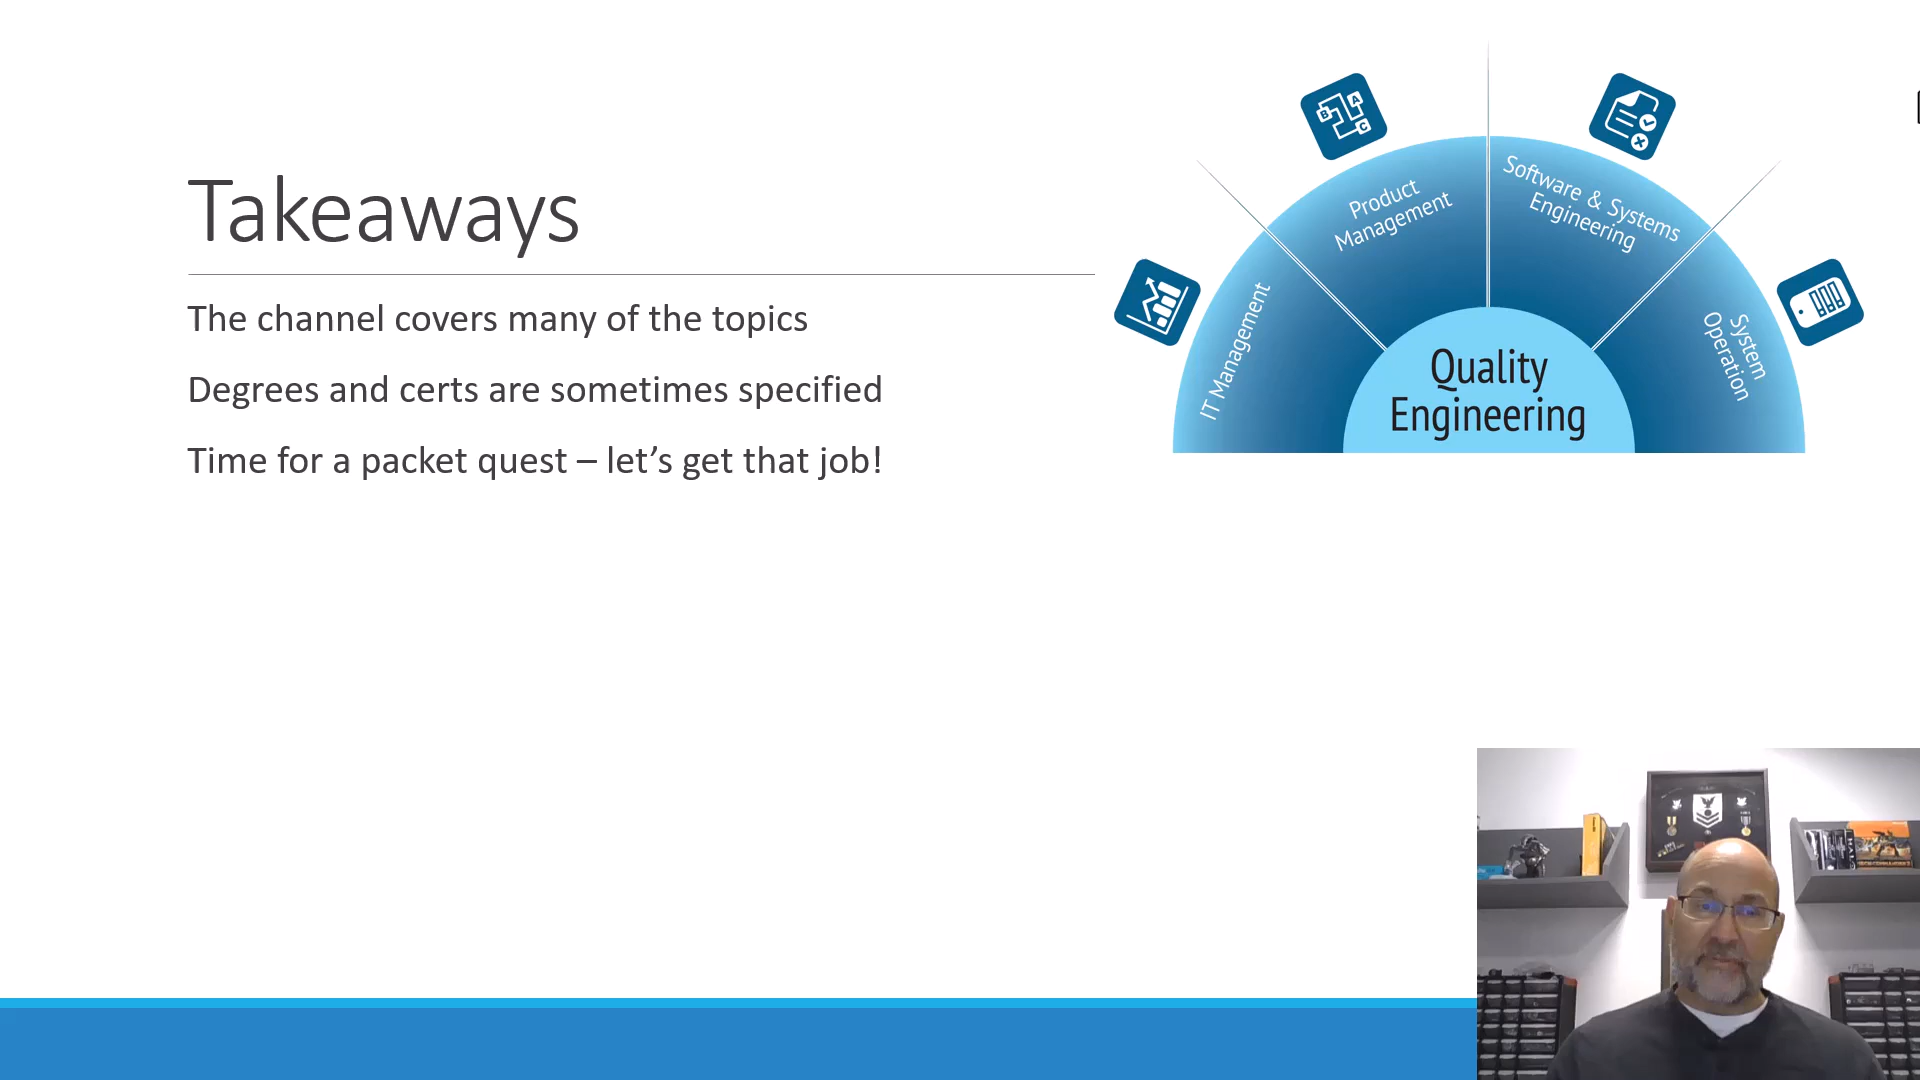 Takeaways
The channel covers many of the topics
Degrees and certs are sometimes specified
Time for a packet quest – let’s get that job!
IT Management
Product
Management
Software & Systems
Engineering
System
Operation
Quality
Engineering
B
A
C
HALO